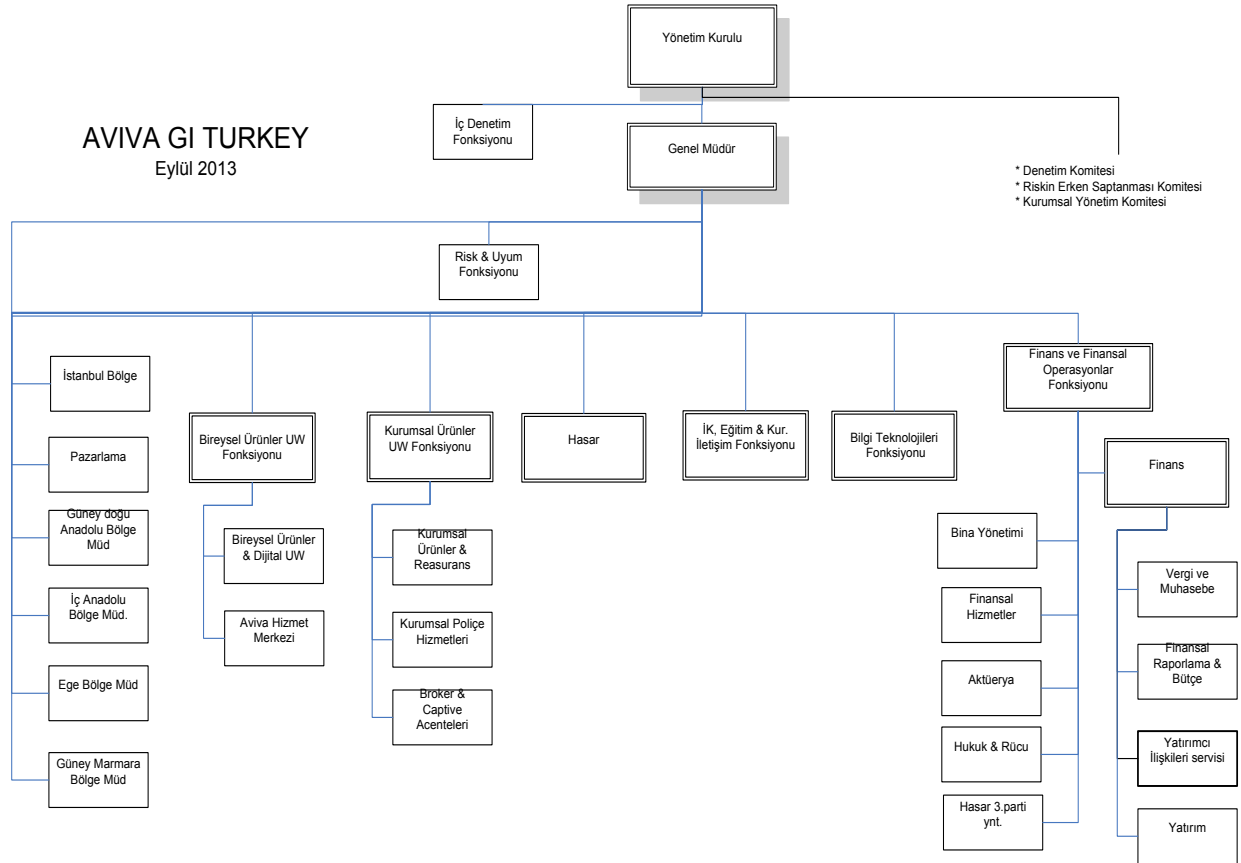 Yönetim Kurulu
AVIVA GI TURKEY
Eylül 2013
İç Denetim
Fonksiyonu
Genel Müdür
* Denetim Komitesi
* Riskin Erken Saptanması Komitesi
* Kurumsal Yönetim Komitesi
Risk & Uyum
Fonksiyonu
İstanbul Bölge
Pazarlama
Güney doğu
Anadolu Bölge
Müd
İç Anadolu
Bölge Müd.
Ege Bölge Müd
Güney Marmara
Bölge Müd
Bireysel Ürünler UW
Fonksiyonu
Bireysel Ürünler
& Dijital UW
Aviva Hizmet
Merkezi
Kurumsal Ürünler
UW Fonksiyonu
Kurumsal
Ürünler &
Reasurans
Kurumsal Poliçe
Hizmetleri
Broker &
Captive
Acenteleri
Hasar
İK, Eğitim & Kur.
İletişim Fonksiyonu
Bilgi Teknolojileri
Fonksiyonu
Finans ve Finansal
Operasyonlar
Fonksiyonu
Bina Yönetimi
Finansal
Hizmetler
Aktüerya
Hukuk & Rücu
Hasar 3.parti
ynt.
Finans
Vergi ve
Muhasebe
Finansal
Raporlama &
Bütçe
Yatırımcı
İlişkileri servisi
Yatırım